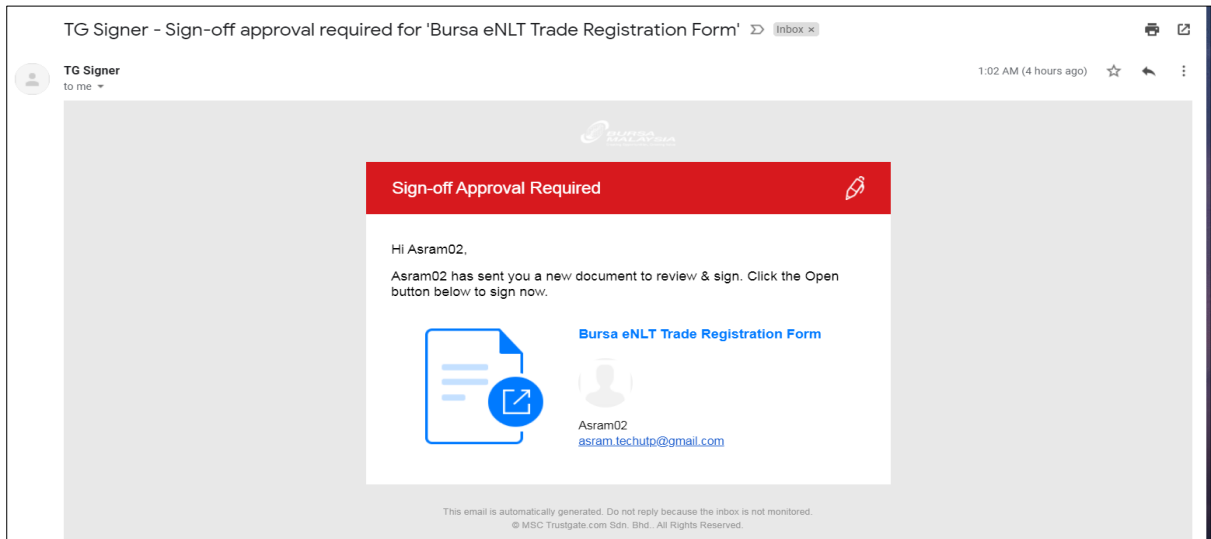 TG Signer - Sign-off approval required for 'Bursa eNLT Trade Registration Form'
Inbox ×
TG Signer
1:02 AM (4 hours ago)
to me
BURSA
MALAYSIA
Sign-off Approval Required
Hi Asram02,
Asram02 has sent you a new document to review & sign. Click the Open
button below to sign now.
Bursa eNLT Trade Registration Form
Asram02
asram.techutp@gmail.com
This email is automatically generated. Do not reply because the inbox is not monitored.
© MSC Trustgate.com Sdn. Bhd.. All Rights Reserved.